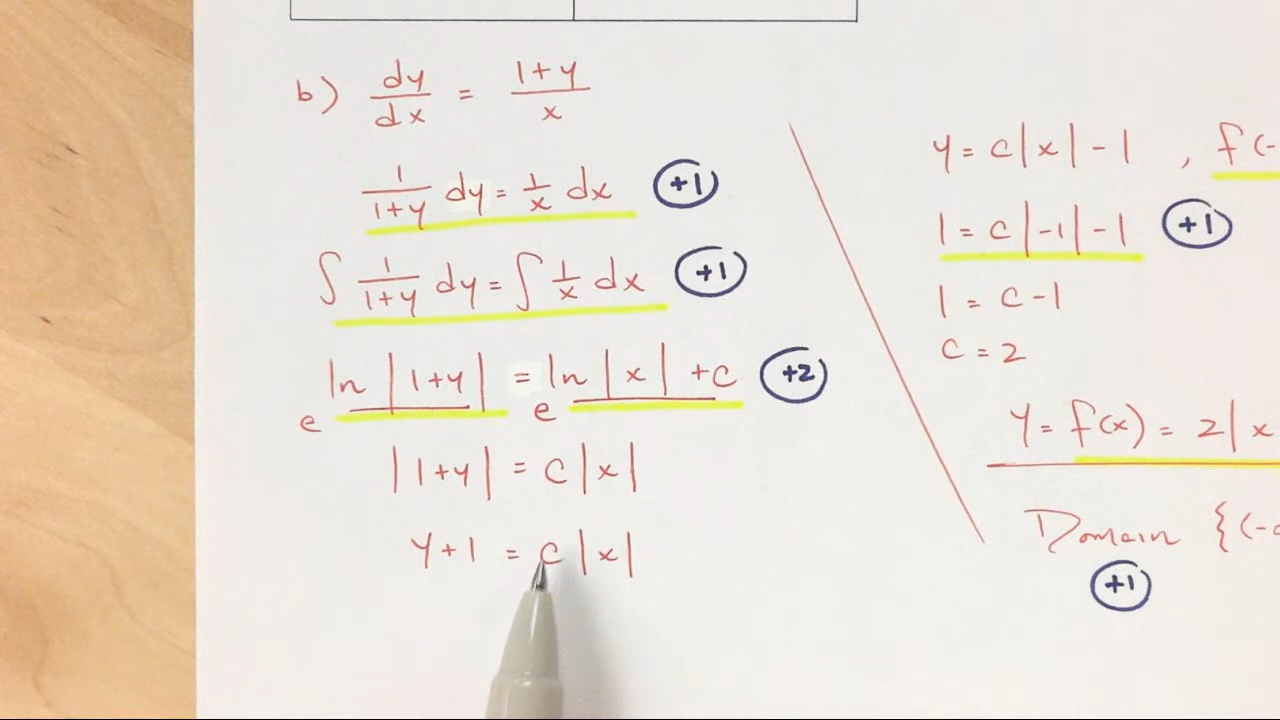 b) dy/dx = 1+y/x
1/1+y dy = 1/x dx +1
∫ 1/1+y dy = ∫ 1/x dx +1
e ln|1+y| = e ln|x| +c +2
|1+y| = c|x|
y+1 = c|x|
y = c|x| -1 , f(-
1 = c|-1| -1 +1
1 = c -1
c = 2
y = f(x) = 2|x
Domain {(-
+1